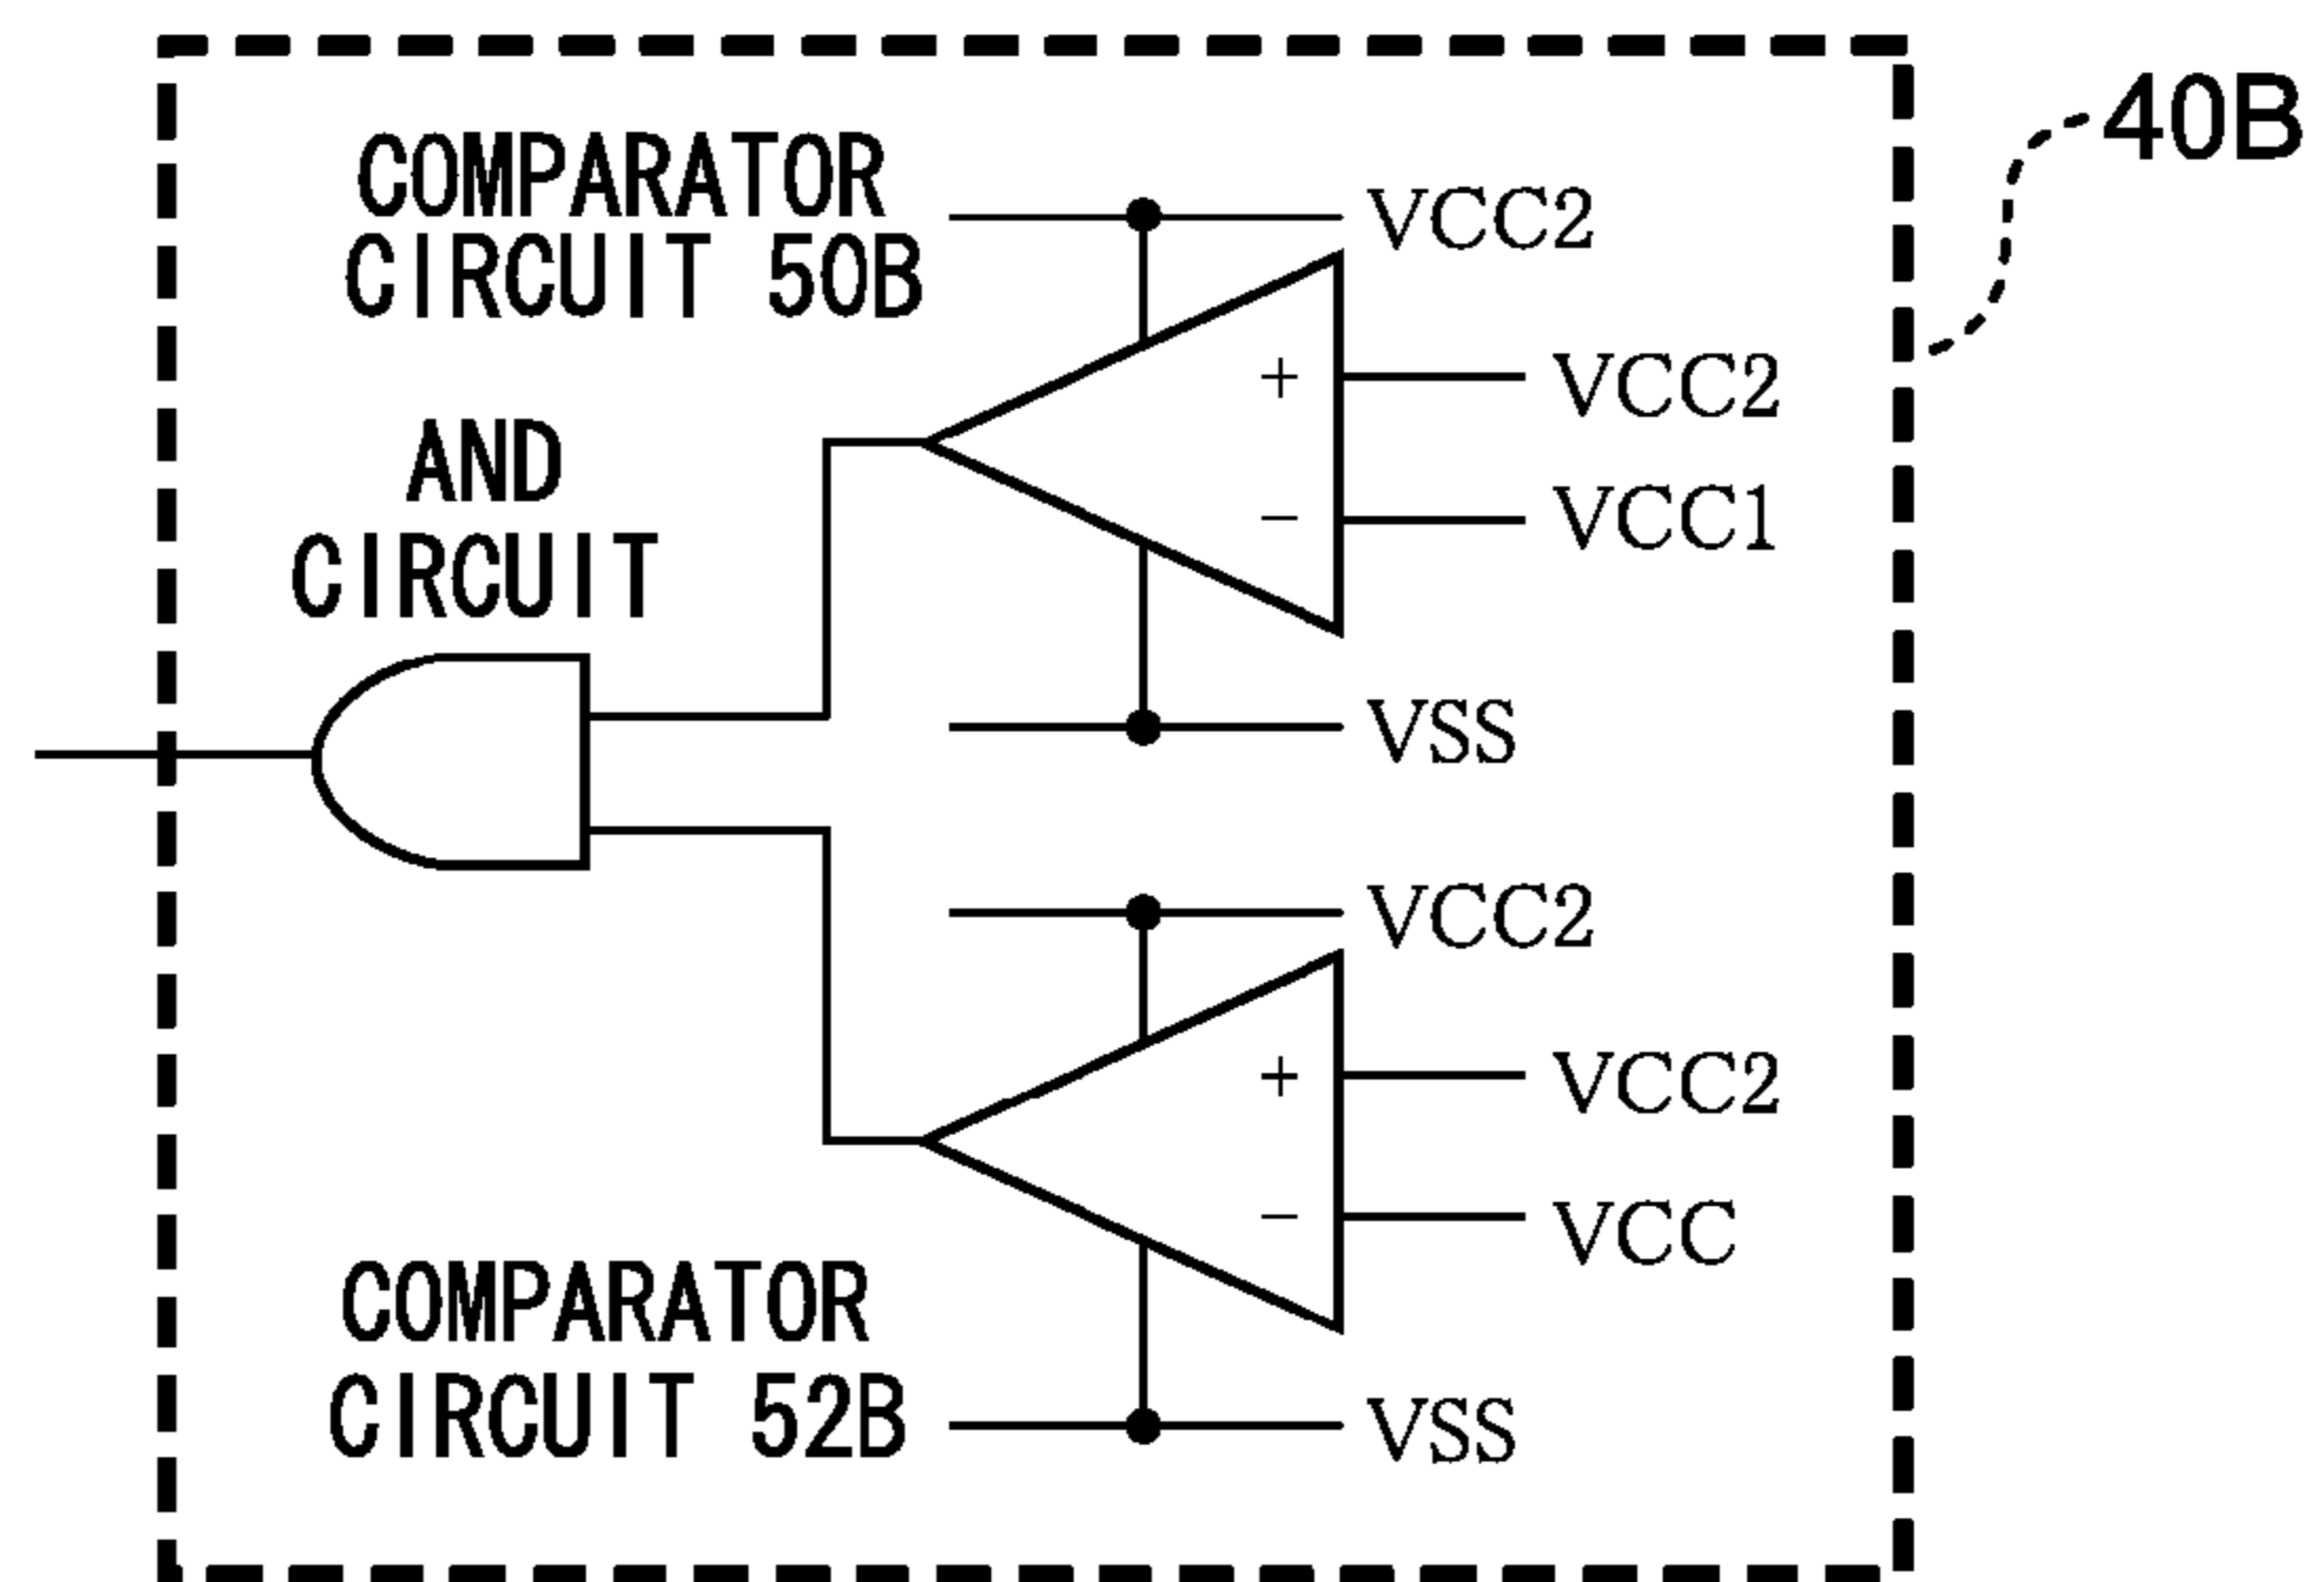 40B
COMPARATOR
CIRCUIT 50B
VCC2
+
VCC2
-
VCC1
VSS
AND
CIRCUIT
VCC2
+
VCC2
-
VCC
VSS
COMPARATOR
CIRCUIT 52B